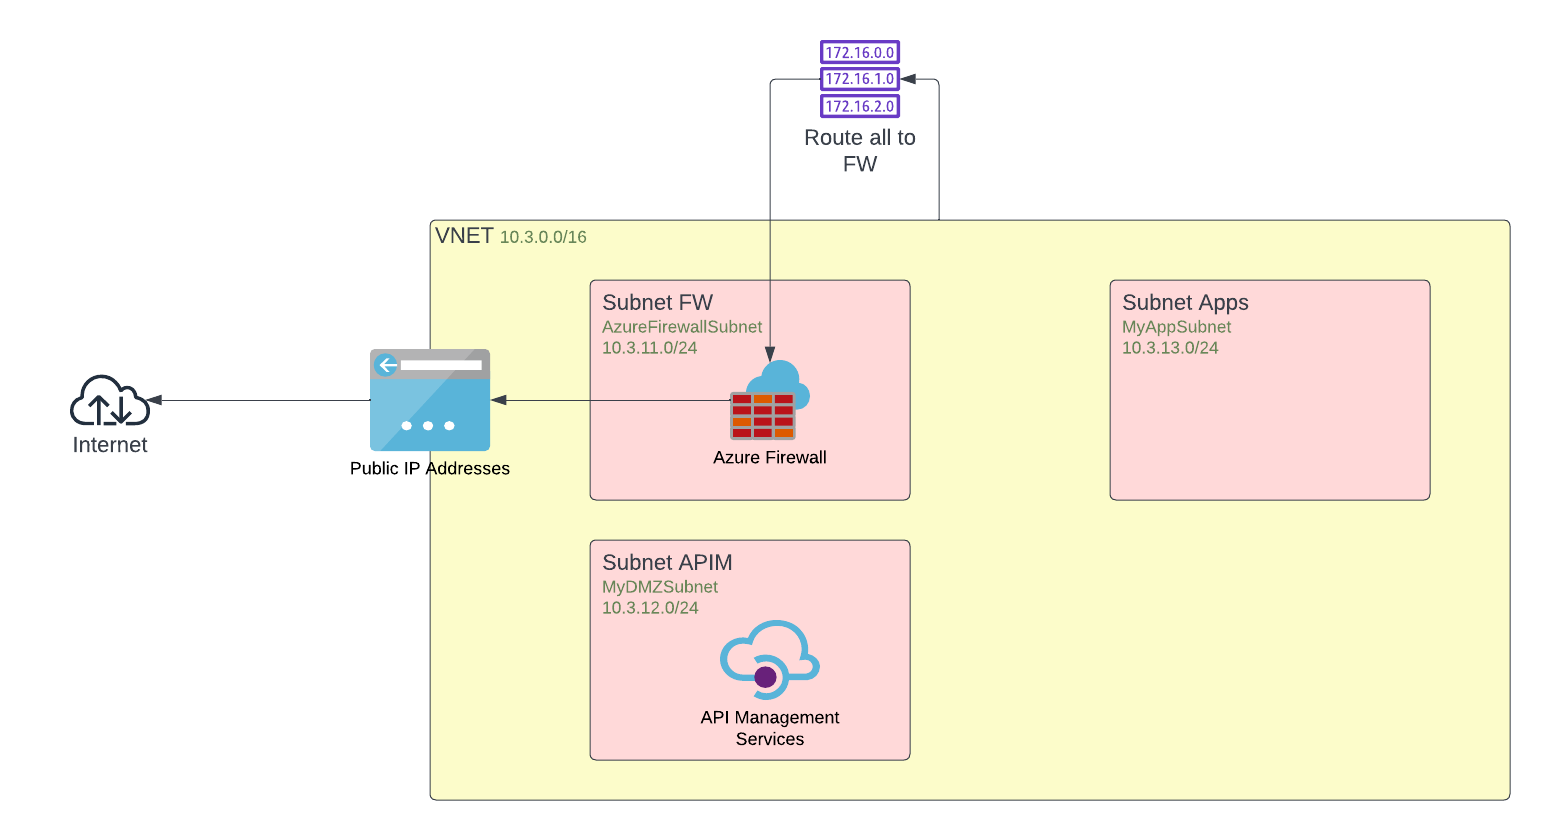 172.16.0.0
172.16.1.0
172.16.2.0
Route all to
FW
VNET 10.3.0.0/16
Subnet FW
AzureFirewallSubnet
10.3.11.0/24
Azure Firewall
Subnet Apps
MyAppSubnet
10.3.13.0/24
Internet
Public IP Addresses
Subnet APIM
MyDMZSubnet
10.3.12.0/24
API Management
Services